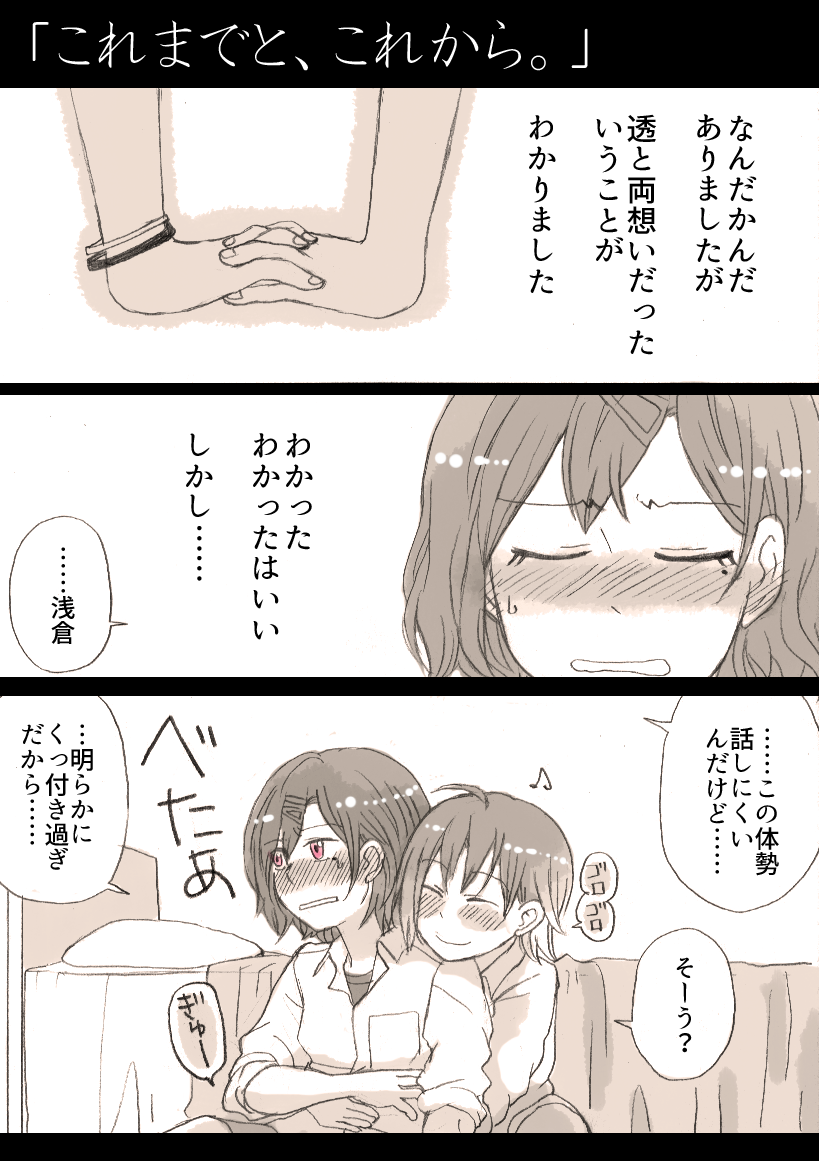 「これまでと、これから。」
なんだかんだ
ありましたが
透と両想いだった
いうことが
わかりました
わかった
わかったはいい
しかし……
……浅倉
……この体勢
話しにくい
んだけど……
そーう？
ゴロ
ゴロ
べたぁ
ぎゅー
…明らかに
くっ付き過ぎ
だから……